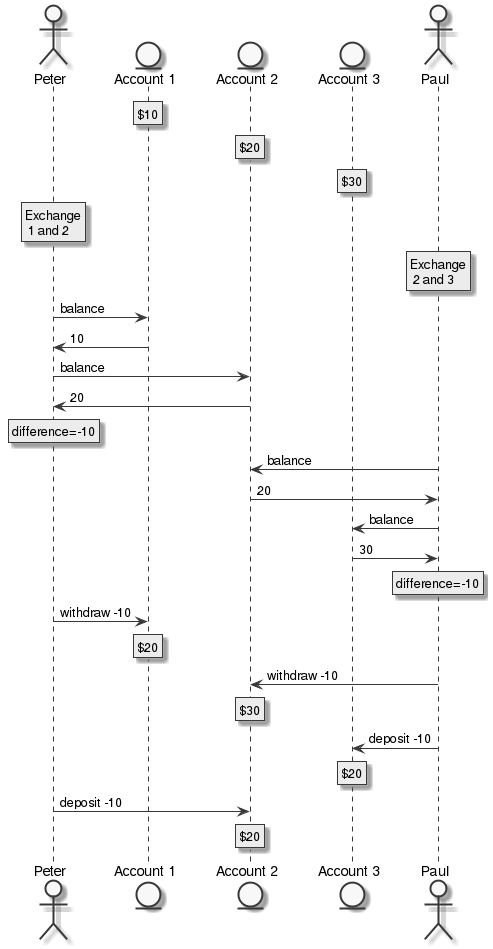 Peter
Account 1
Account 2
Account 3
Paul
$10
$20
$30
Exchange
1 and 2
Exchange
2 and 3
balance
10
balance
20
difference=-10
balance
20
balance
30
difference=-10
withdraw -10
$20
withdraw -10
$30
deposit -10
$20
deposit -10
$20
Peter
Account 1
Account 2
Account 3
Paul